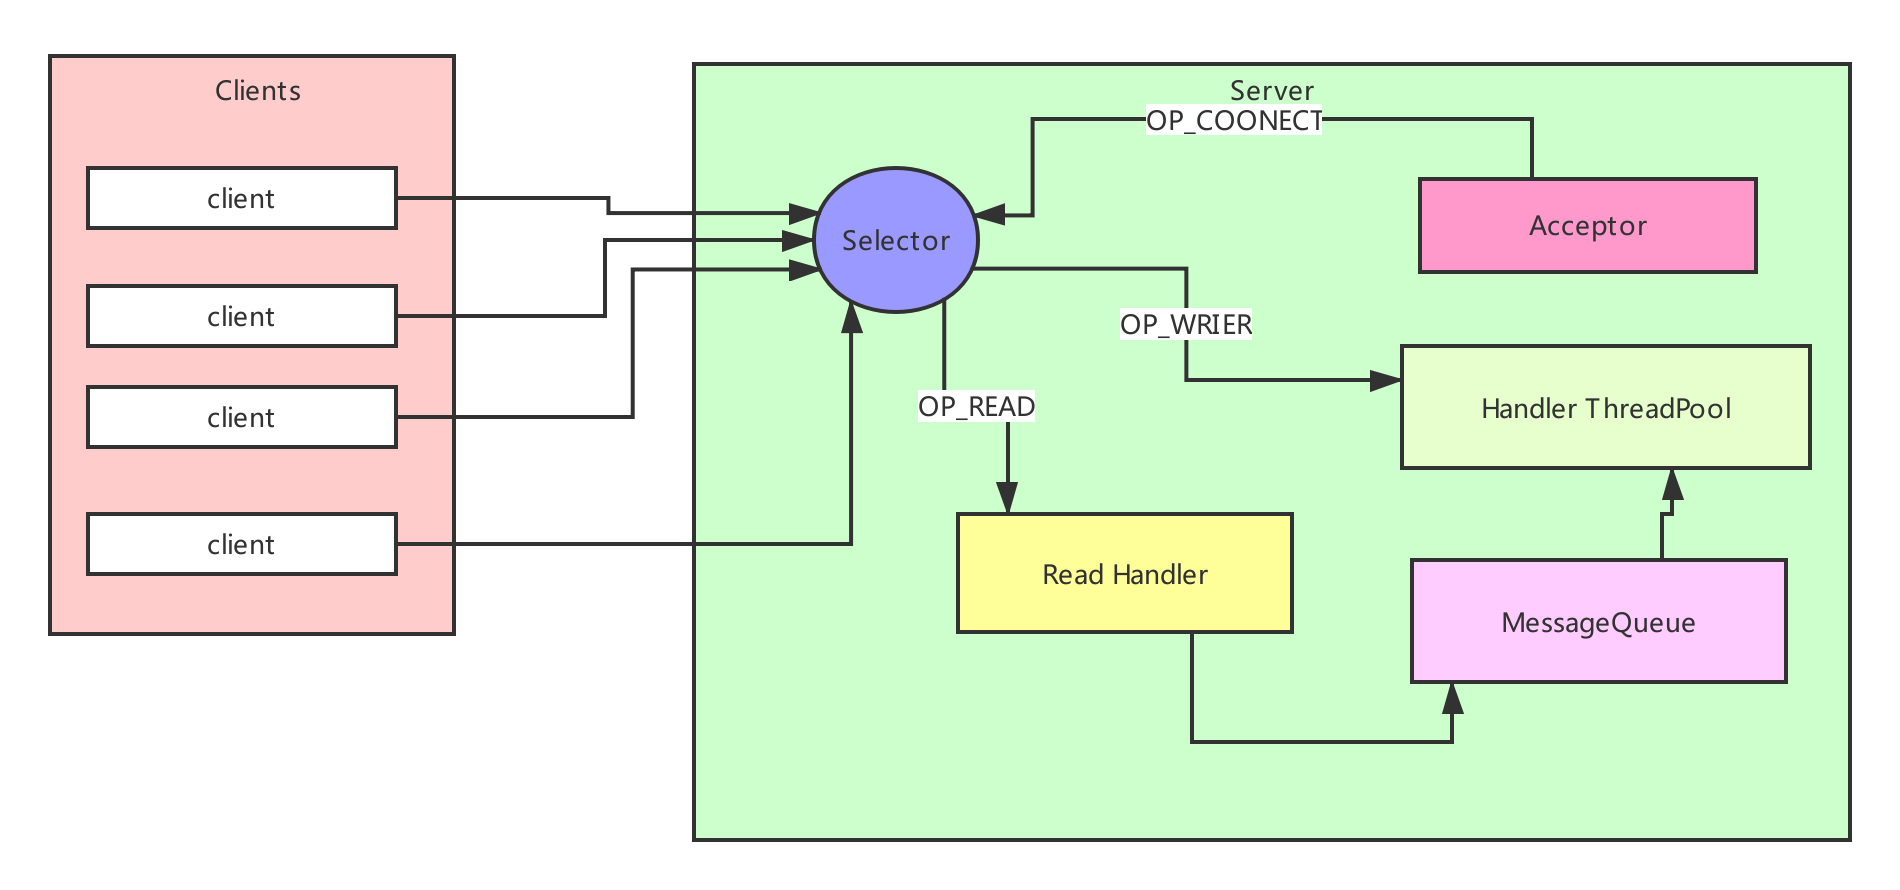 Clients
client
client
client
client
Server
OP_COONECT
Selector
Acceptor
OP_WRIER
OP_READ
Handler ThreadPool
Read Handler
MessageQueue